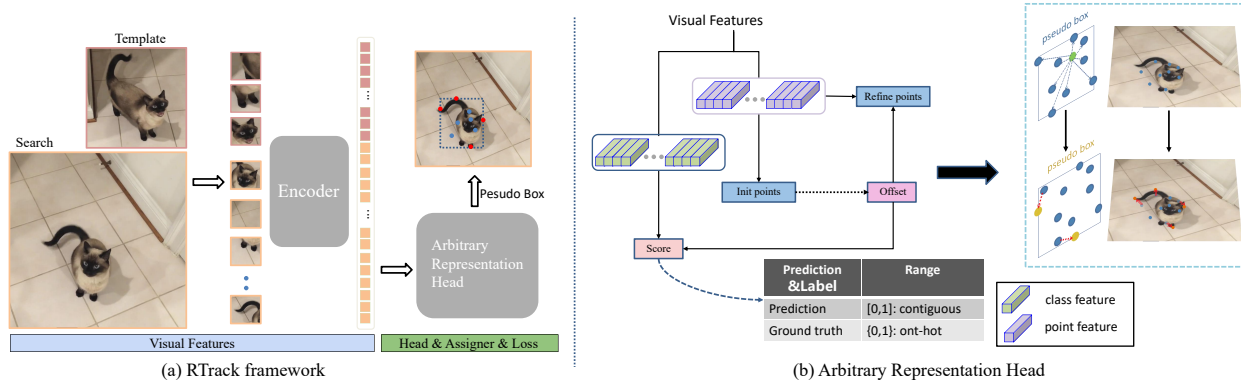 Template
Search
Encoder
Pesudo Box
Arbitrary
Representation
Head
Visual Features
Head & Assigner & Loss
(a) RTrack framework
Visual Features
Refine points
Init points
Offset
Score
Prediction
&Label
Range
Prediction
[0,1]: contiguous
Ground truth
{0,1}: ont-hot
pseudo box
pseudo box
class feature
point feature
(b) Arbitrary Representation Head